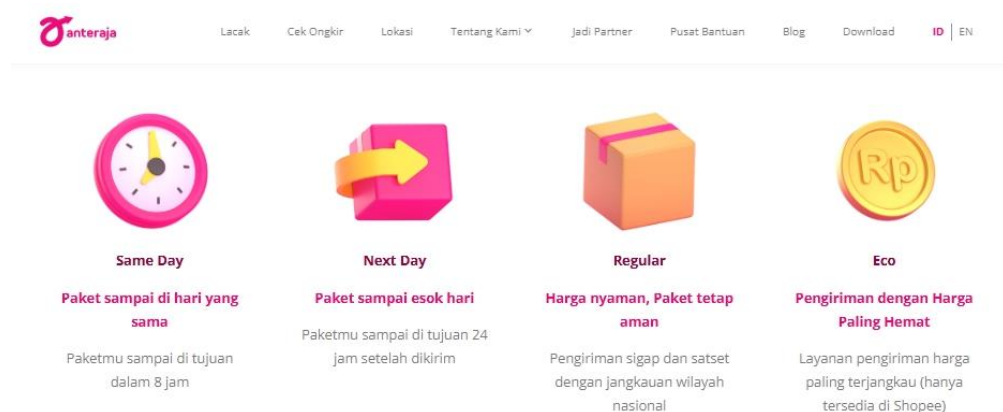 anteraja
Lacak
Cek Ongkir
Lokasi
Tentang Kami
Jadi Partner
Pusat Bantuan
Blog
Download
ID | EN
Same Day
Paket sampai di hari yang
sama
Paketmu sampai di tujuan
dalam 8 jam
Next Day
Paket sampai esok hari
Paketmu sampai di tujuan 24
jam setelah dikirim
Rp
Regular
Harga nyaman, Paket tetap
aman
Pengiriman sigap dan satset
dengan jangkauan wilayah
nasional
Eco
Pengiriman dengan Harga
Paling Hemat
Layanan pengiriman harga
paling terjangkau (hanya
tersedia di Shopee)